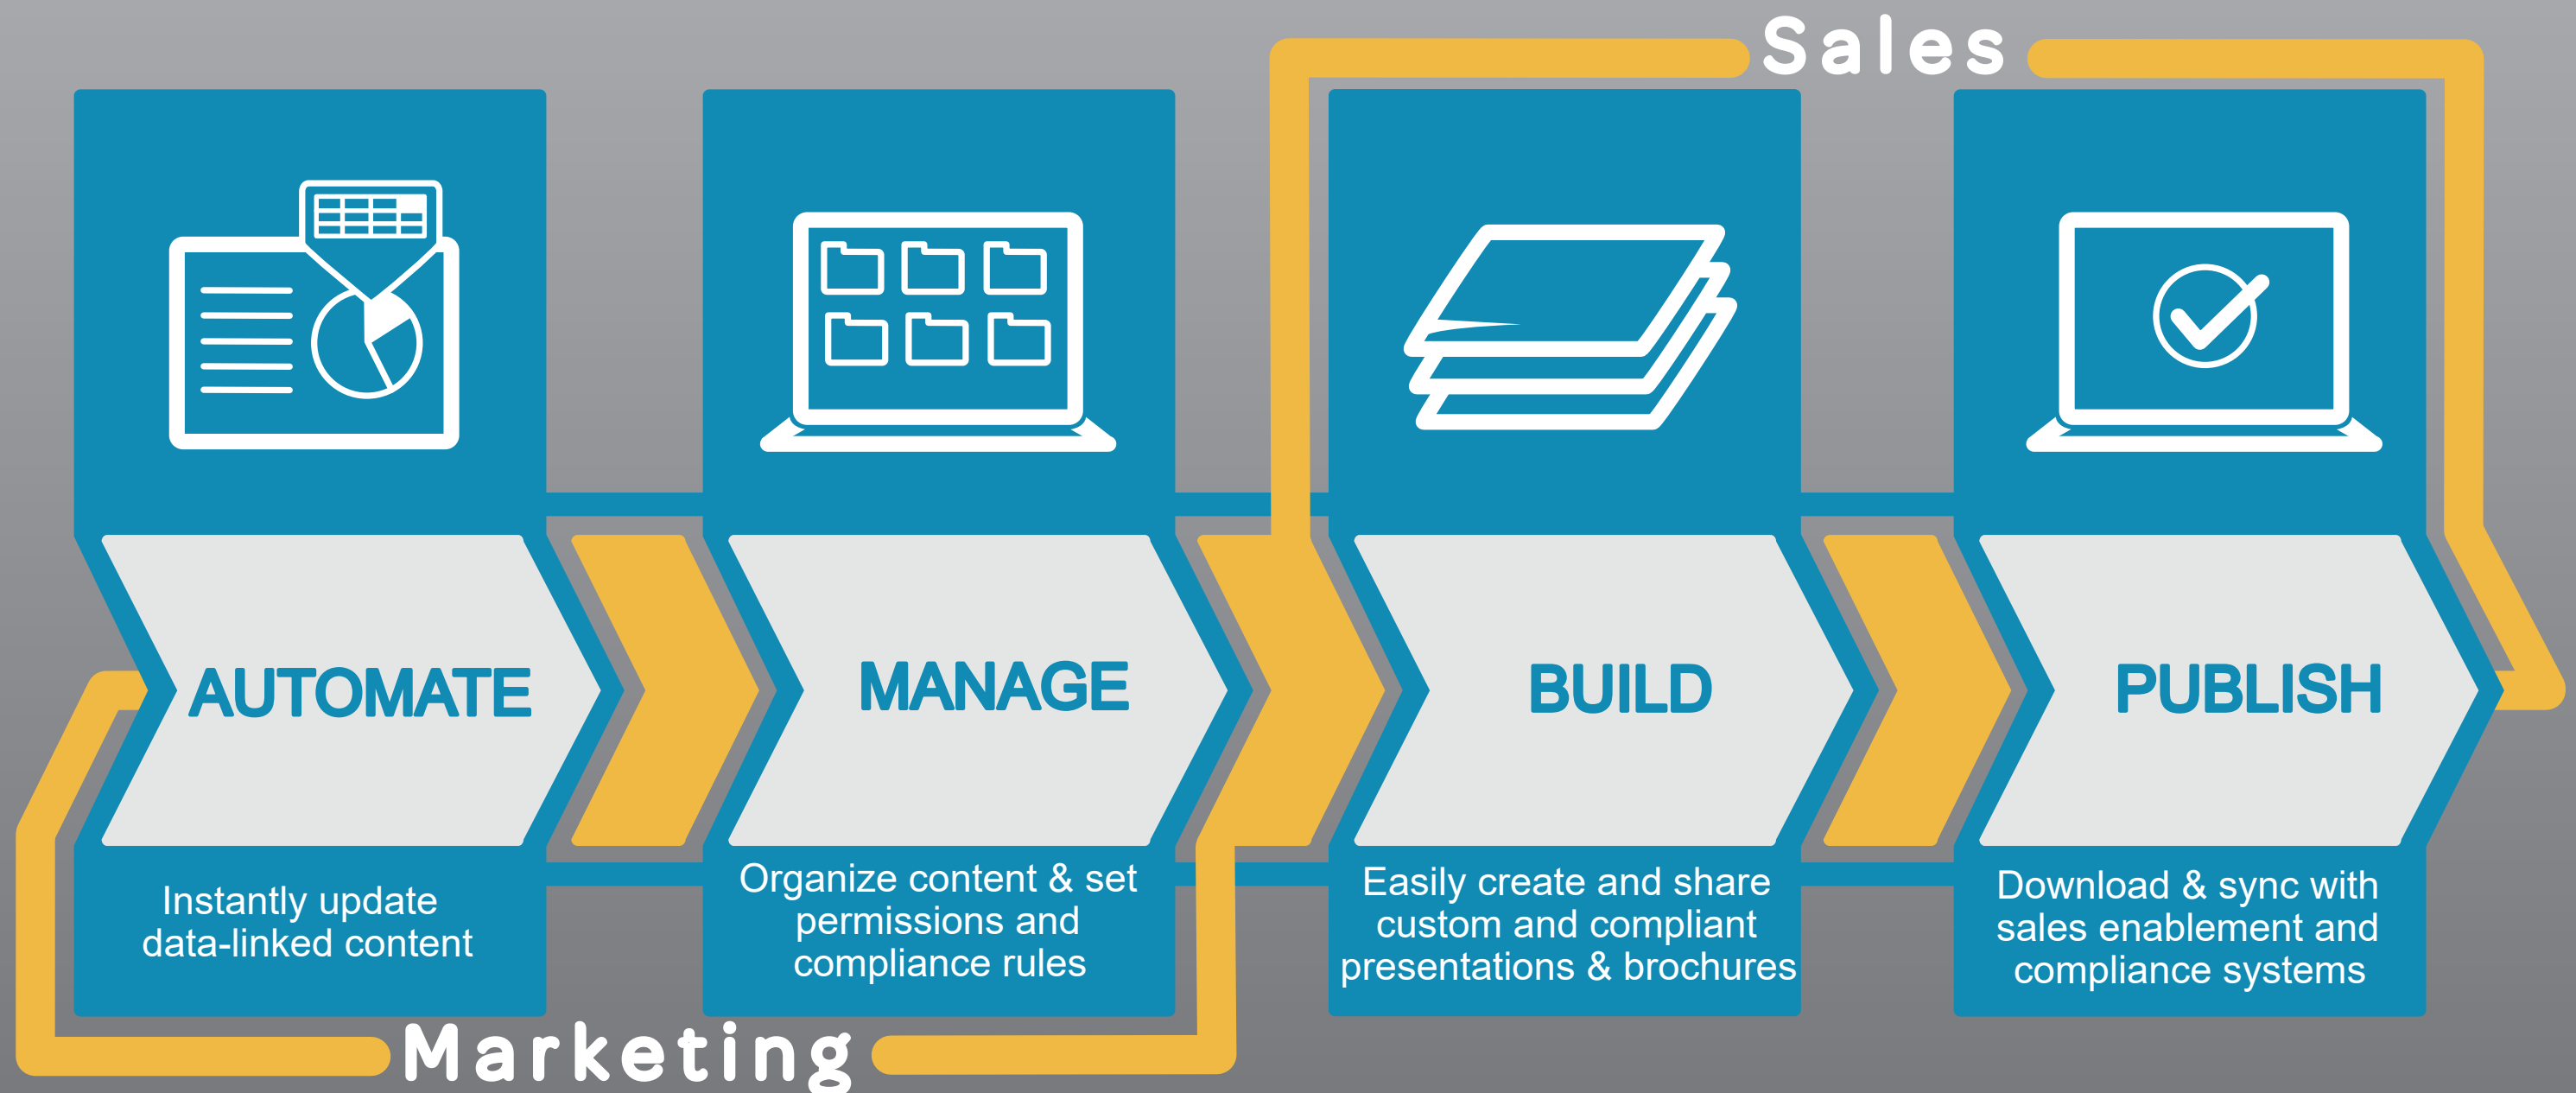 Sales
AUTOMATE
MANAGE
BUILD
PUBLISH
Instantly update
data-linked content
Organize content & set
permissions and
compliance rules
Easily create and share
custom and compliant
presentations & brochures
Download & sync with
sales enablement and
compliance systems
Marketing